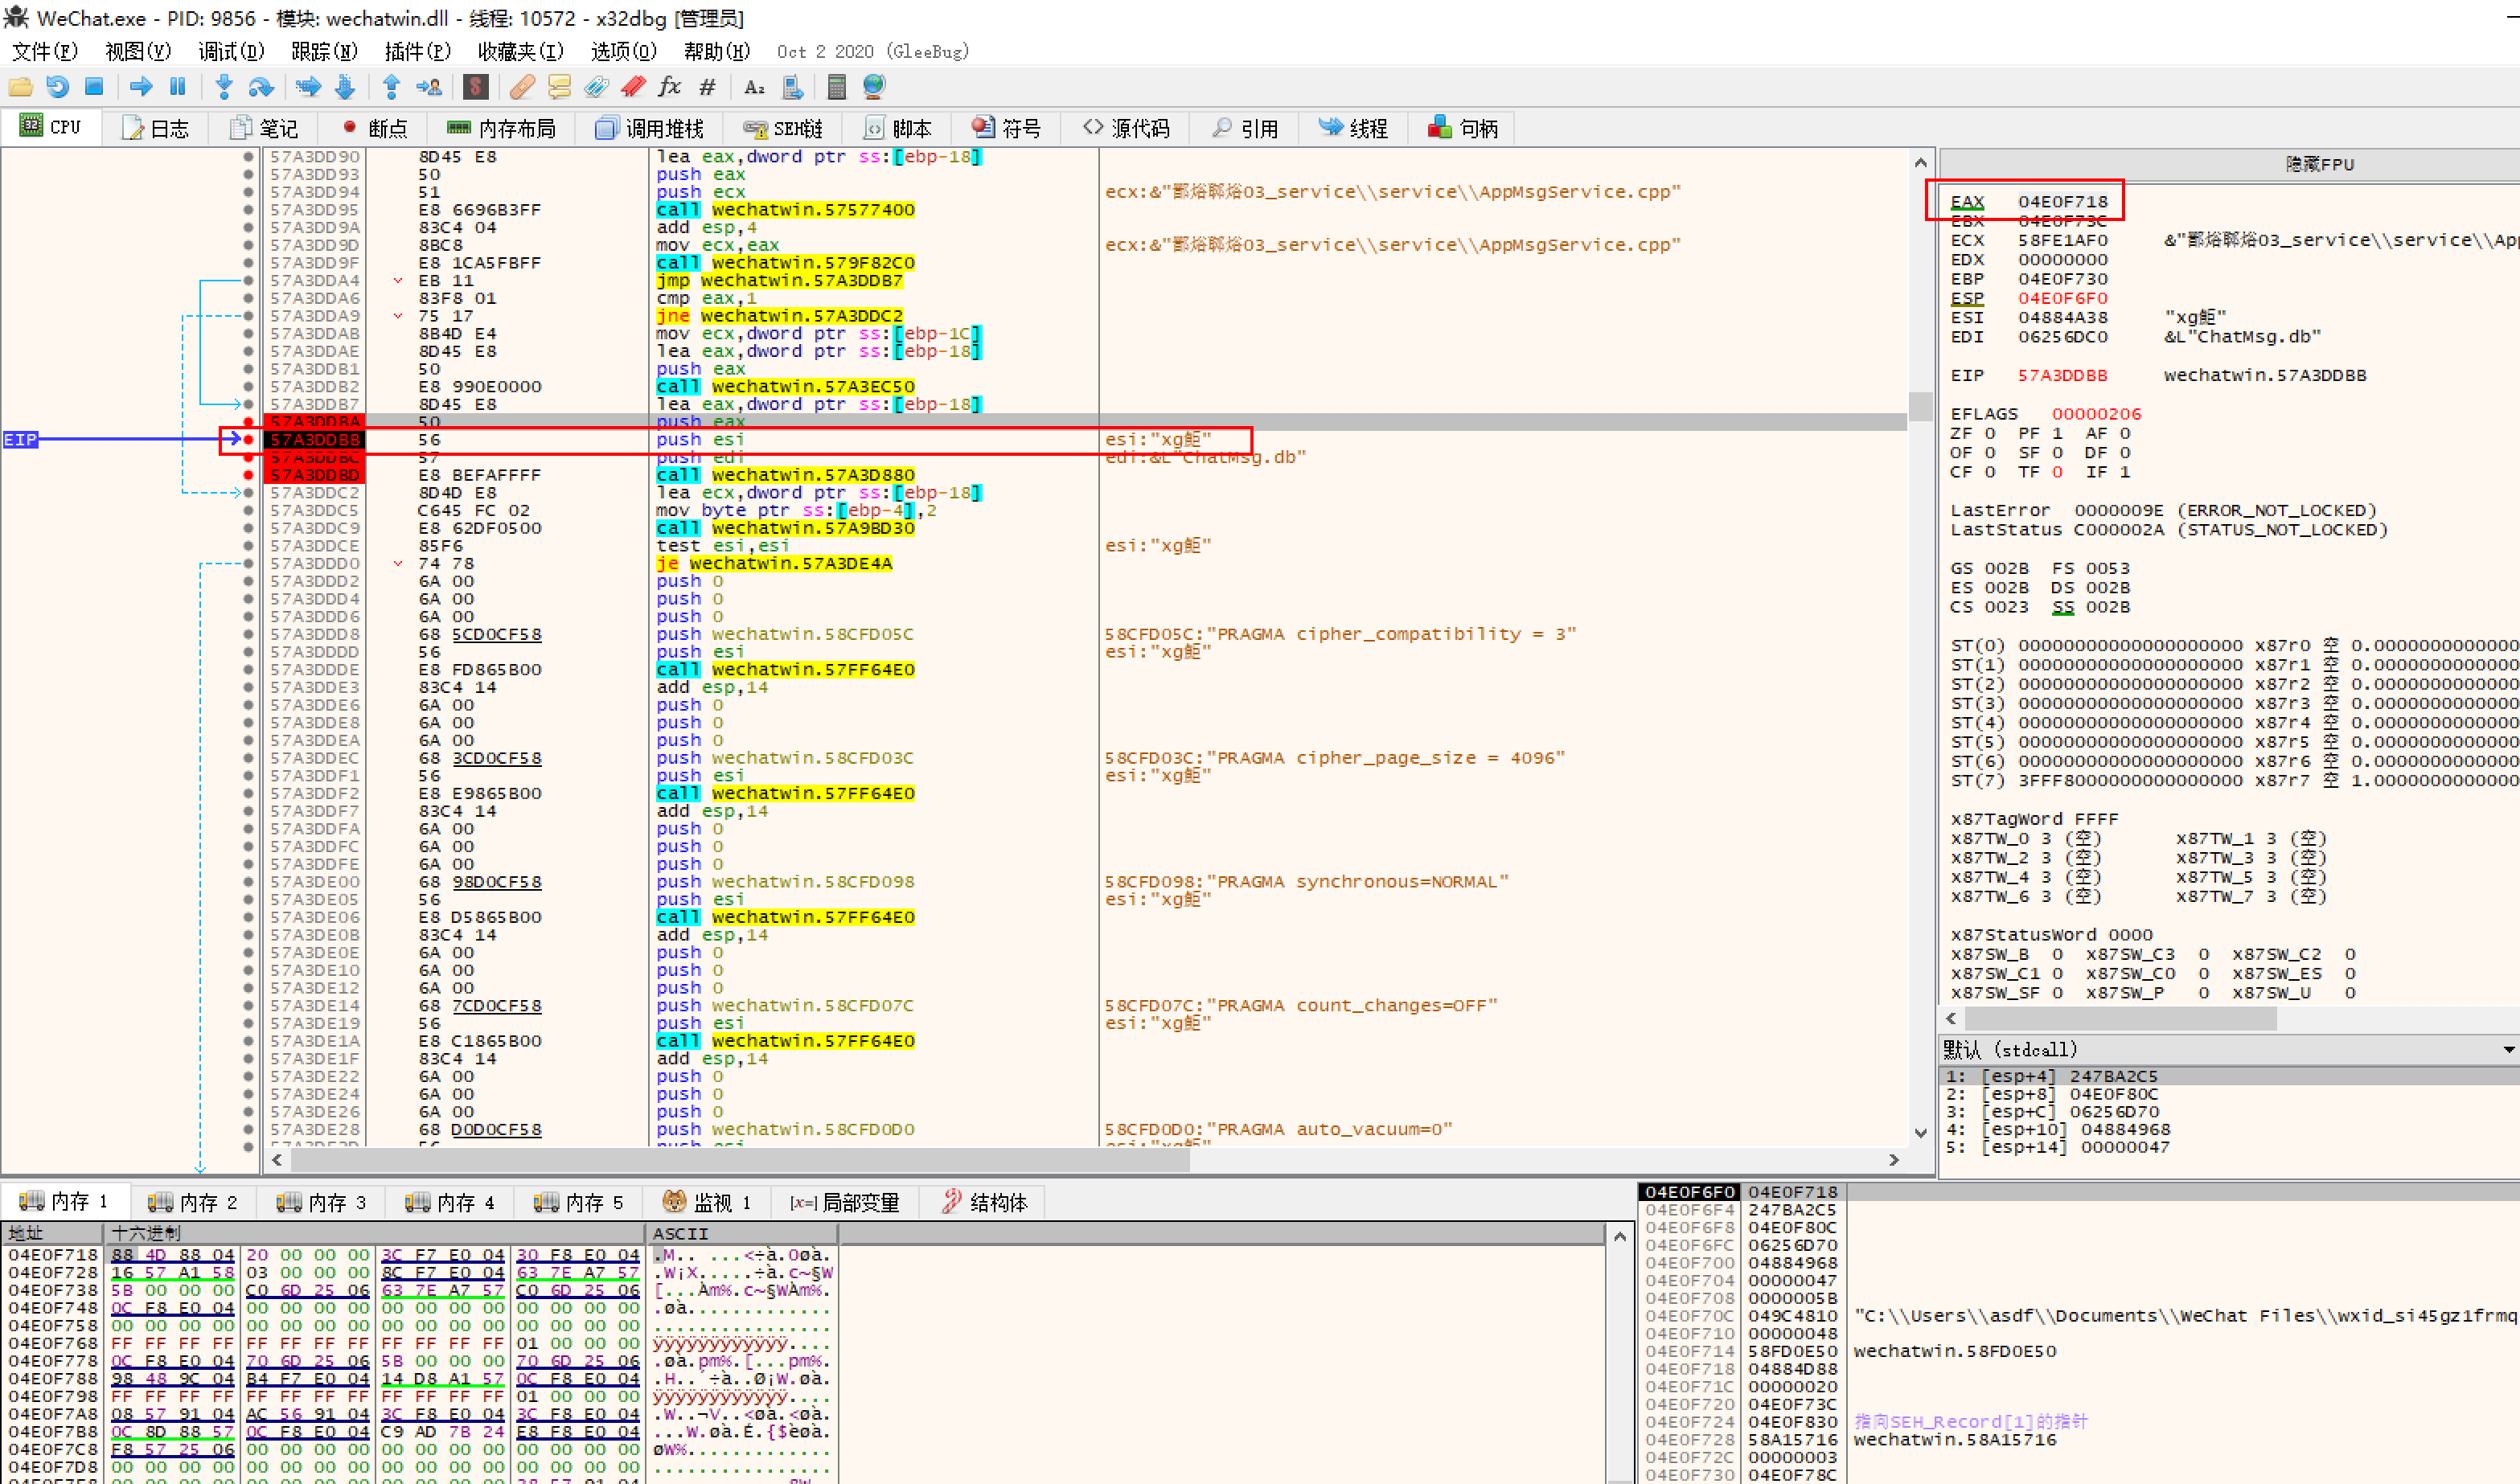 WeChat.exe - PID: 9856 - 模块: wechatwin.dll - 线程: 10572 - x32dbg [管理员]
文件(F) 视图(V) 调试(D) 跟踪(N) 插件(P) 收藏夹(I) 选项(O) 帮助(H) Oct 2 2020 (GleeBug)
CPU 日志 笔记 断点 内存布局 调用堆栈 SEH链 脚本 符号 源代码 引用 线程 句柄
57A3DD90 8D45 E8 lea eax,dword ptr ss:[ebp-18]
57A3DD93 50 push eax
57A3DD94 51 push ecx ecx:&"鄑焀鄊焀03_service\\service\\AppMsgService.cpp"
57A3DD95 E8 6696B3FF call wechatwin.57577400
57A3DD9A 83C4 04 add esp,4
57A3DD9D 8BC8 mov ecx,eax ecx:&"鄑焀鄊焀03_service\\service\\AppMsgService.cpp"
57A3DD9F E8 1CA5FBFF call wechatwin.579F82C0
57A3DDA4 EB 11 jmp wechatwin.57A3DDB7
57A3DDA6 83F8 01 cmp eax,1
57A3DDA9 75 17 jne wechatwin.57A3DDC2
57A3DDAB 8B4D E4 mov ecx,dword ptr ss:[ebp-1C]
57A3DDAE 8D45 E8 lea eax,dword ptr ss:[ebp-18]
57A3DDB1 50 push eax
57A3DDB2 E8 990E0000 call wechatwin.57A3EC50
57A3DDB7 8D45 E8 lea eax,dword ptr ss:[ebp-18]
57A3DDBA 50 push eax
EIP 57A3DDBB 56 push esi esi:"xg鉅"
57A3DDBC 57 push edi edi:&L"ChatMsg.db"
57A3DDBD E8 BEFAFFFF call wechatwin.57A3D880
57A3DDC2 8D4D E8 lea ecx,dword ptr ss:[ebp-18]
57A3DDC5 C645 FC 02 mov byte ptr ss:[ebp-4],2
57A3DDC9 E8 62DF0500 call wechatwin.57A9BD30
57A3DDCE 85F6 test esi,esi esi:"xg鉅"
57A3DDD0 74 78 je wechatwin.57A3DE4A
57A3DDD2 6A 00 push 0
57A3DDD4 6A 00 push 0
57A3DDD6 6A 00 push 0
57A3DDD8 68 5CD0CF58 push wechatwin.58CFD05C 58CFD05C:"PRAGMA cipher_compatibility = 3"
57A3DDDD 56 push esi esi:"xg鉅"
57A3DDDE E8 FD865B00 call wechatwin.57FF64E0
57A3DDE3 83C4 14 add esp,14
57A3DDE6 6A 00 push 0
57A3DDE8 6A 00 push 0
57A3DDEA 6A 00 push 0
57A3DDEC 68 3CD0CF58 push wechatwin.58CFD03C 58CFD03C:"PRAGMA cipher_page_size = 4096"
57A3DDF1 56 push esi esi:"xg鉅"
57A3DDF2 E8 E9865B00 call wechatwin.57FF64E0
57A3DDF7 83C4 14 add esp,14
57A3DDFA 6A 00 push 0
57A3DDFC 6A 00 push 0
57A3DDFE 6A 00 push 0
57A3DE00 68 98D0CF58 push wechatwin.58CFD098 58CFD098:"PRAGMA synchronous=NORMAL"
57A3DE05 56 push esi esi:"xg鉅"
57A3DE06 E8 D5865B00 call wechatwin.57FF64E0
57A3DE0B 83C4 14 add esp,14
57A3DE0E 6A 00 push 0
57A3DE10 6A 00 push 0
57A3DE12 6A 00 push 0
57A3DE14 68 7CD0CF58 push wechatwin.58CFD07C 58CFD07C:"PRAGMA count_changes=OFF"
57A3DE19 56 push esi esi:"xg鉅"
57A3DE1A E8 C1865B00 call wechatwin.57FF64E0
57A3DE1F 83C4 14 add esp,14
57A3DE22 6A 00 push 0
57A3DE24 6A 00 push 0
57A3DE26 6A 00 push 0
57A3DE28 68 D0D0CF58 push wechatwin.58CFD0D0 58CFD0D0:"PRAGMA auto_vacuum=0"
隐藏FPU
EAX 04E0F718
EBX 04E0F73C
ECX 58FE1AF0 &"鄑焀鄊焀03_service\\service\\Ap
EDX 00000000
EBP 04E0F730
ESP 04E0F6F0
ESI 04884A38 "xg鉅"
EDI 06256DC0 &L"ChatMsg.db"
EIP 57A3DDBB wechatwin.57A3DDBB
EFLAGS 00000206
ZF 0 PF 1 AF 0
OF 0 SF 0 DF 0
CF 0 TF 0 IF 1
LastError 0000009E (ERROR_NOT_LOCKED)
LastStatus C000002A (STATUS_NOT_LOCKED)
GS 002B FS 0053
ES 002B DS 002B
CS 0023 SS 002B
ST(0) 00000000000000000000 x87r0 空 0.0000000000000
ST(1) 00000000000000000000 x87r1 空 0.0000000000000
ST(2) 00000000000000000000 x87r2 空 0.0000000000000
ST(3) 00000000000000000000 x87r3 空 0.0000000000000
ST(4) 00000000000000000000 x87r4 空 0.0000000000000
ST(5) 00000000000000000000 x87r5 空 0.0000000000000
ST(6) 00000000000000000000 x87r6 空 0.0000000000000
ST(7) 3FFF8000000000000000 x87r7 空 1.0000000000000
x87TagWord FFFF
x87TW_0 3 (空) x87TW_1 3 (空)
x87TW_2 3 (空) x87TW_3 3 (空)
x87TW_4 3 (空) x87TW_5 3 (空)
x87TW_6 3 (空) x87TW_7 3 (空)
x87StatusWord 0000
x87SW_B 0 x87SW_C3 0 x87SW_C2 0
x87SW_C1 0 x87SW_C0 0 x87SW_ES 0
x87SW_SF 0 x87SW_P 0 x87SW_U 0
默认 (stdcall)
1: [esp+4] 247BA2C5
2: [esp+8] 04E0F80C
3: [esp+C] 06256D70
4: [esp+10] 04884968
5: [esp+14] 00000047
内存 1 内存 2 内存 3 内存 4 内存 5 监视 1 [x=] 局部变量 结构体
地址 十六进制 ASCII
04E0F718 88 4D 88 04 20 00 00 00 3C F7 E0 04 30 F8 E0 04 .M.. ...<÷à.0øà.
04E0F728 16 57 A1 58 03 00 00 00 8C F7 E0 04 63 7E A7 57 .W¡X.....÷à.c~§W
04E0F738 5B 00 00 00 C0 6D 25 06 63 7E A7 57 C0 6D 25 06 [...Àm%.c~§WÀm%.
04E0F748 0C F8 E0 04 00 00 00 00 00 00 00 00 00 00 00 00 .øà.............
04E0F758 00 00 00 00 00 00 00 00 00 00 00 00 00 00 00 00 ................
04E0F768 FF FF FF FF FF FF FF FF FF FF FF FF 01 00 00 00 ÿÿÿÿÿÿÿÿÿÿÿÿ....
04E0F778 0C F8 E0 04 70 6D 25 06 5B 00 00 00 70 6D 25 06 .øà.pm%.[...pm%.
04E0F788 98 48 9C 04 B4 F7 E0 04 14 D8 A1 57 0C F8 E0 04 .H..´÷à..Ø¡W.øà.
04E0F798 FF FF FF FF FF FF FF FF FF FF FF FF 01 00 00 00 ÿÿÿÿÿÿÿÿÿÿÿÿ....
04E0F7A8 08 57 91 04 AC 56 91 04 3C F8 E0 04 3C F8 E0 04 .W..¬V..<øà.<øà.
04E0F7B8 0C 8D 88 57 0C F8 E0 04 C9 AD 7B 24 E8 F8 E0 04 ...W.øà.É.{$èøà.
04E0F7C8 F8 57 25 06 00 00 00 00 00 00 00 00 00 00 00 00 øW%.............
04E0F7D8 00 00 00 00 00 00 00 00 00 00 00 00 00 00 00 00 ................
04E0F6F0 04E0F718
04E0F6F4 247BA2C5
04E0F6F8 04E0F80C
04E0F6FC 06256D70
04E0F700 04884968
04E0F704 00000047
04E0F708 0000005B
04E0F70C 049C4810 "C:\\Users\\asdf\\Documents\\WeChat Files\\wxid_si45gz1frmq
04E0F710 00000048
04E0F714 58FD0E50 wechatwin.58FD0E50
04E0F718 04884D88
04E0F71C 00000020
04E0F720 04E0F73C
04E0F724 04E0F830 指向SEH_Record[1]的指针
04E0F728 58A15716 wechatwin.58A15716
04E0F72C 00000003
04E0F730 04E0F78C